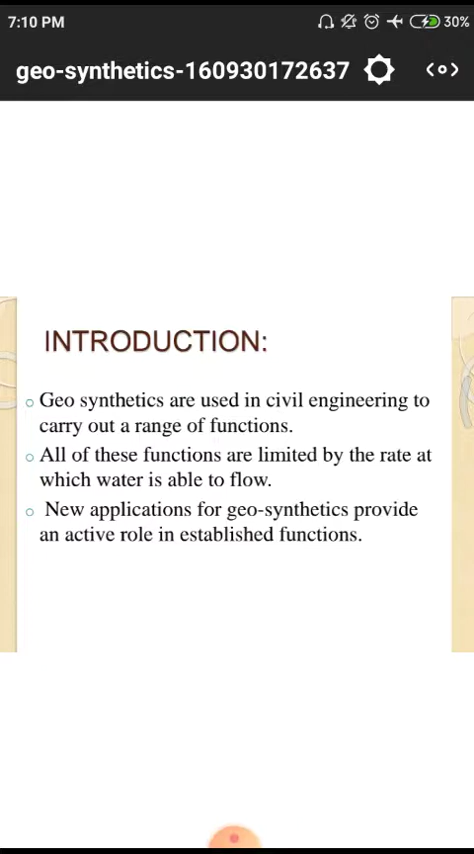 7:10 PM 30%
geo-synthetics-160930172637
INTRODUCTION:
Geo synthetics are used in civil engineering to
carry out a range of functions.
All of these functions are limited by the rate at
which water is able to flow.
New applications for geo-synthetics provide
an active role in established functions.